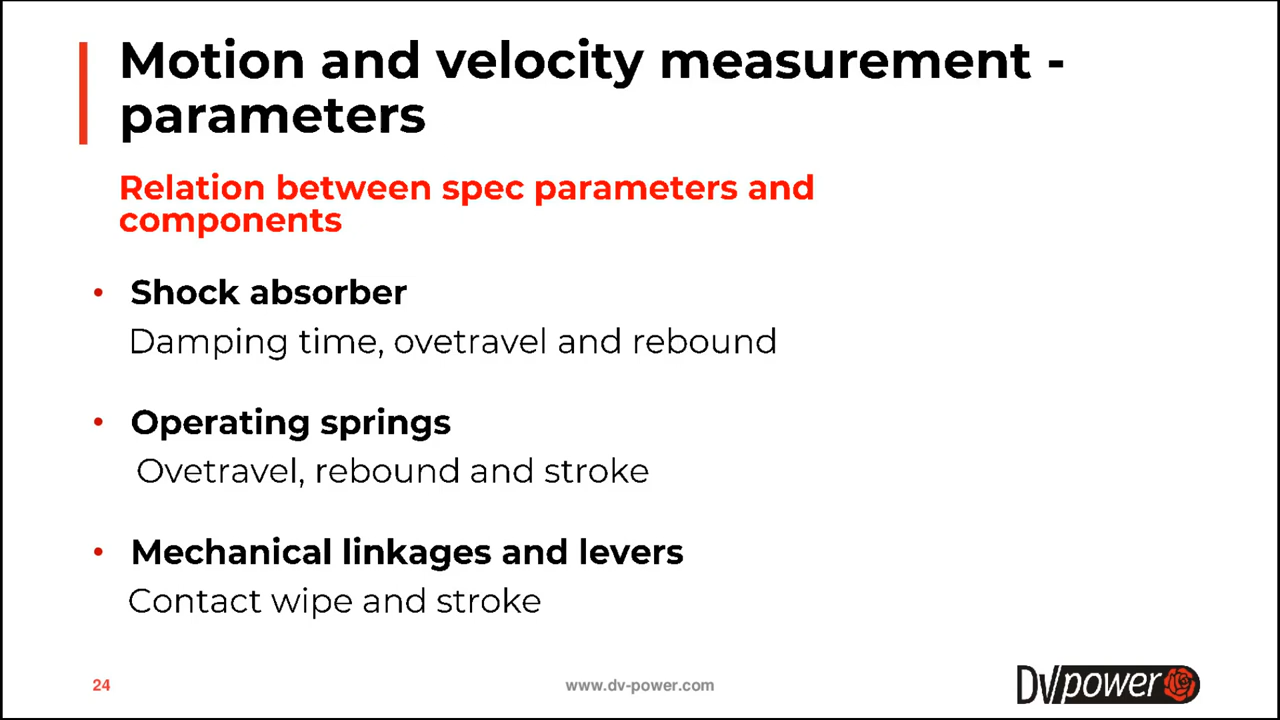 Motion and velocity measurement -
parameters
Relation between spec parameters and
components
• Shock absorber
Damping time, ovetravel and rebound
• Operating springs
Ovetravel, rebound and stroke
• Mechanical linkages and levers
Contact wipe and stroke
24
www.dv-power.com
DV power